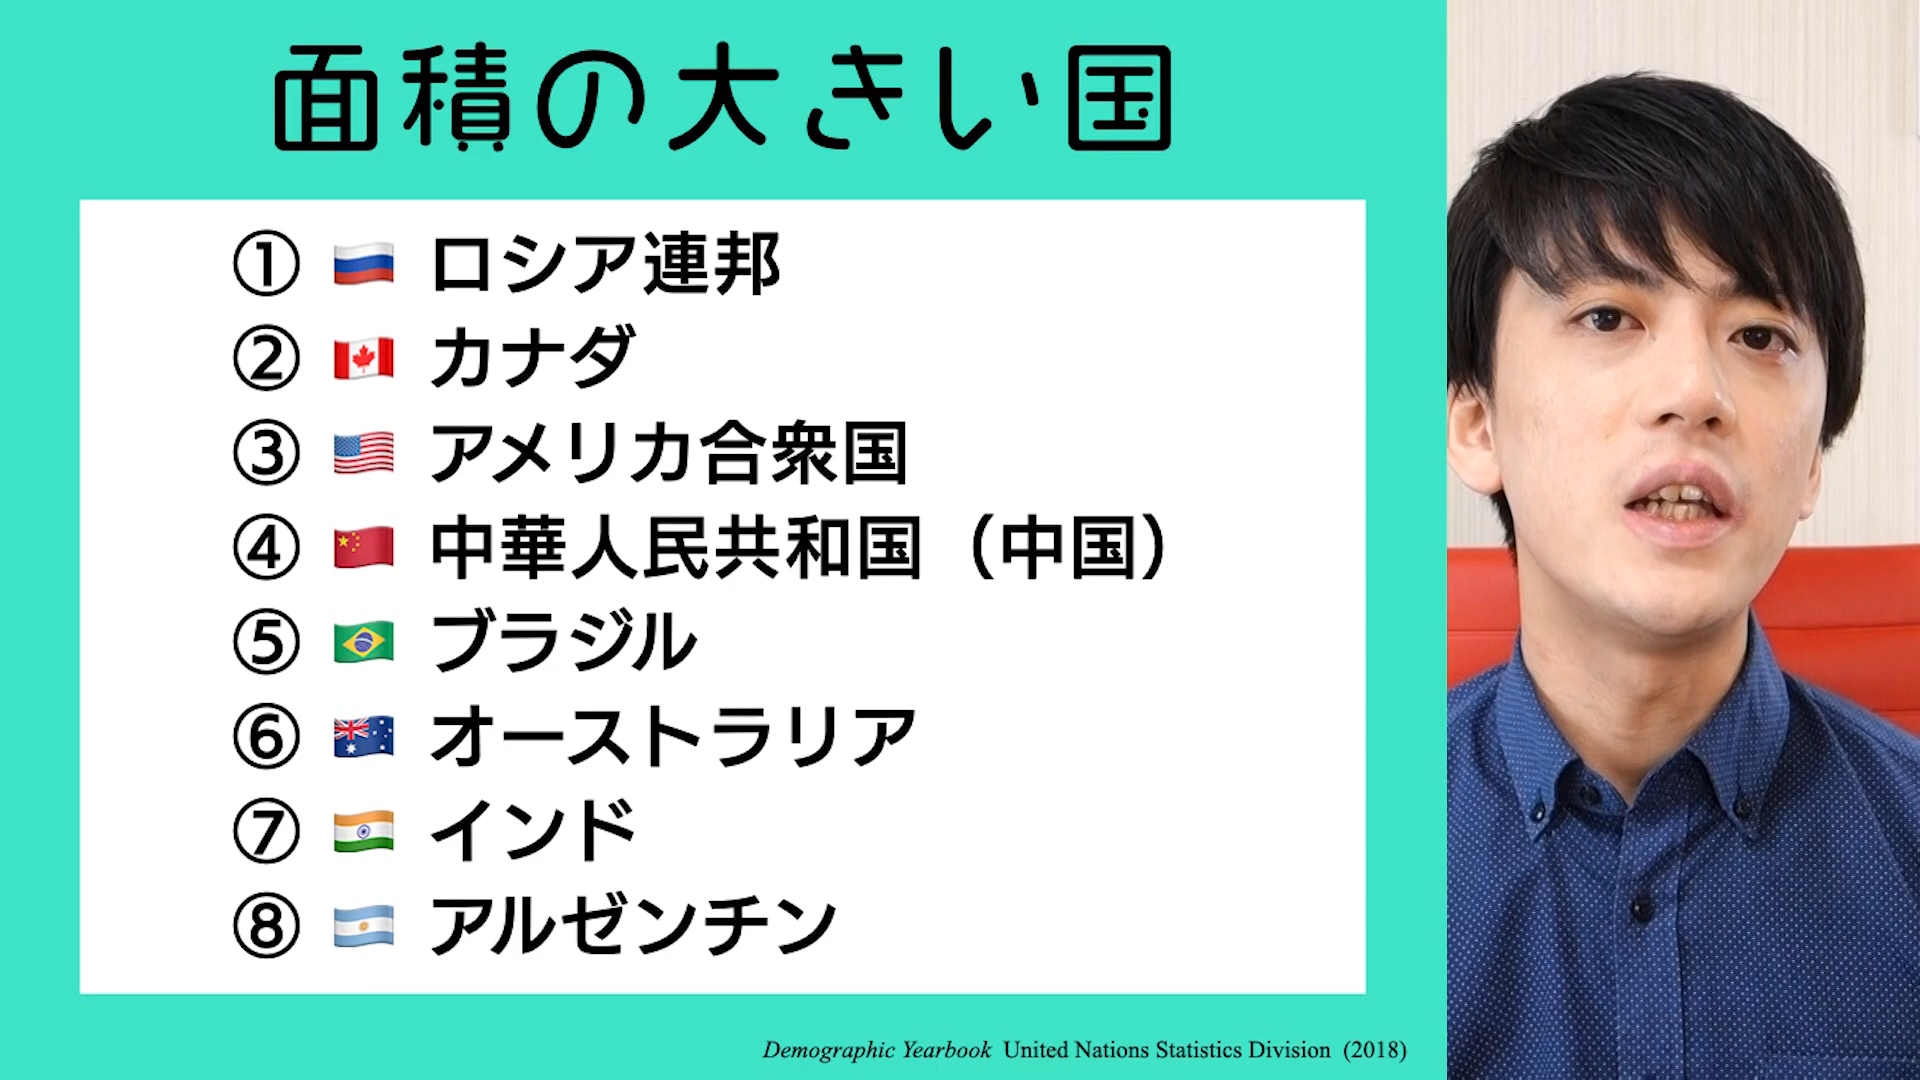 面積の大きい国
① ロシア連邦
② カナダ
③ アメリカ合衆国
④ 中華人民共和国（中国）
⑤ ブラジル
⑥ オーストラリア
⑦ インド
⑧ アルゼンチン
Demographic Yearbook United Nations Statistics Division (2018)